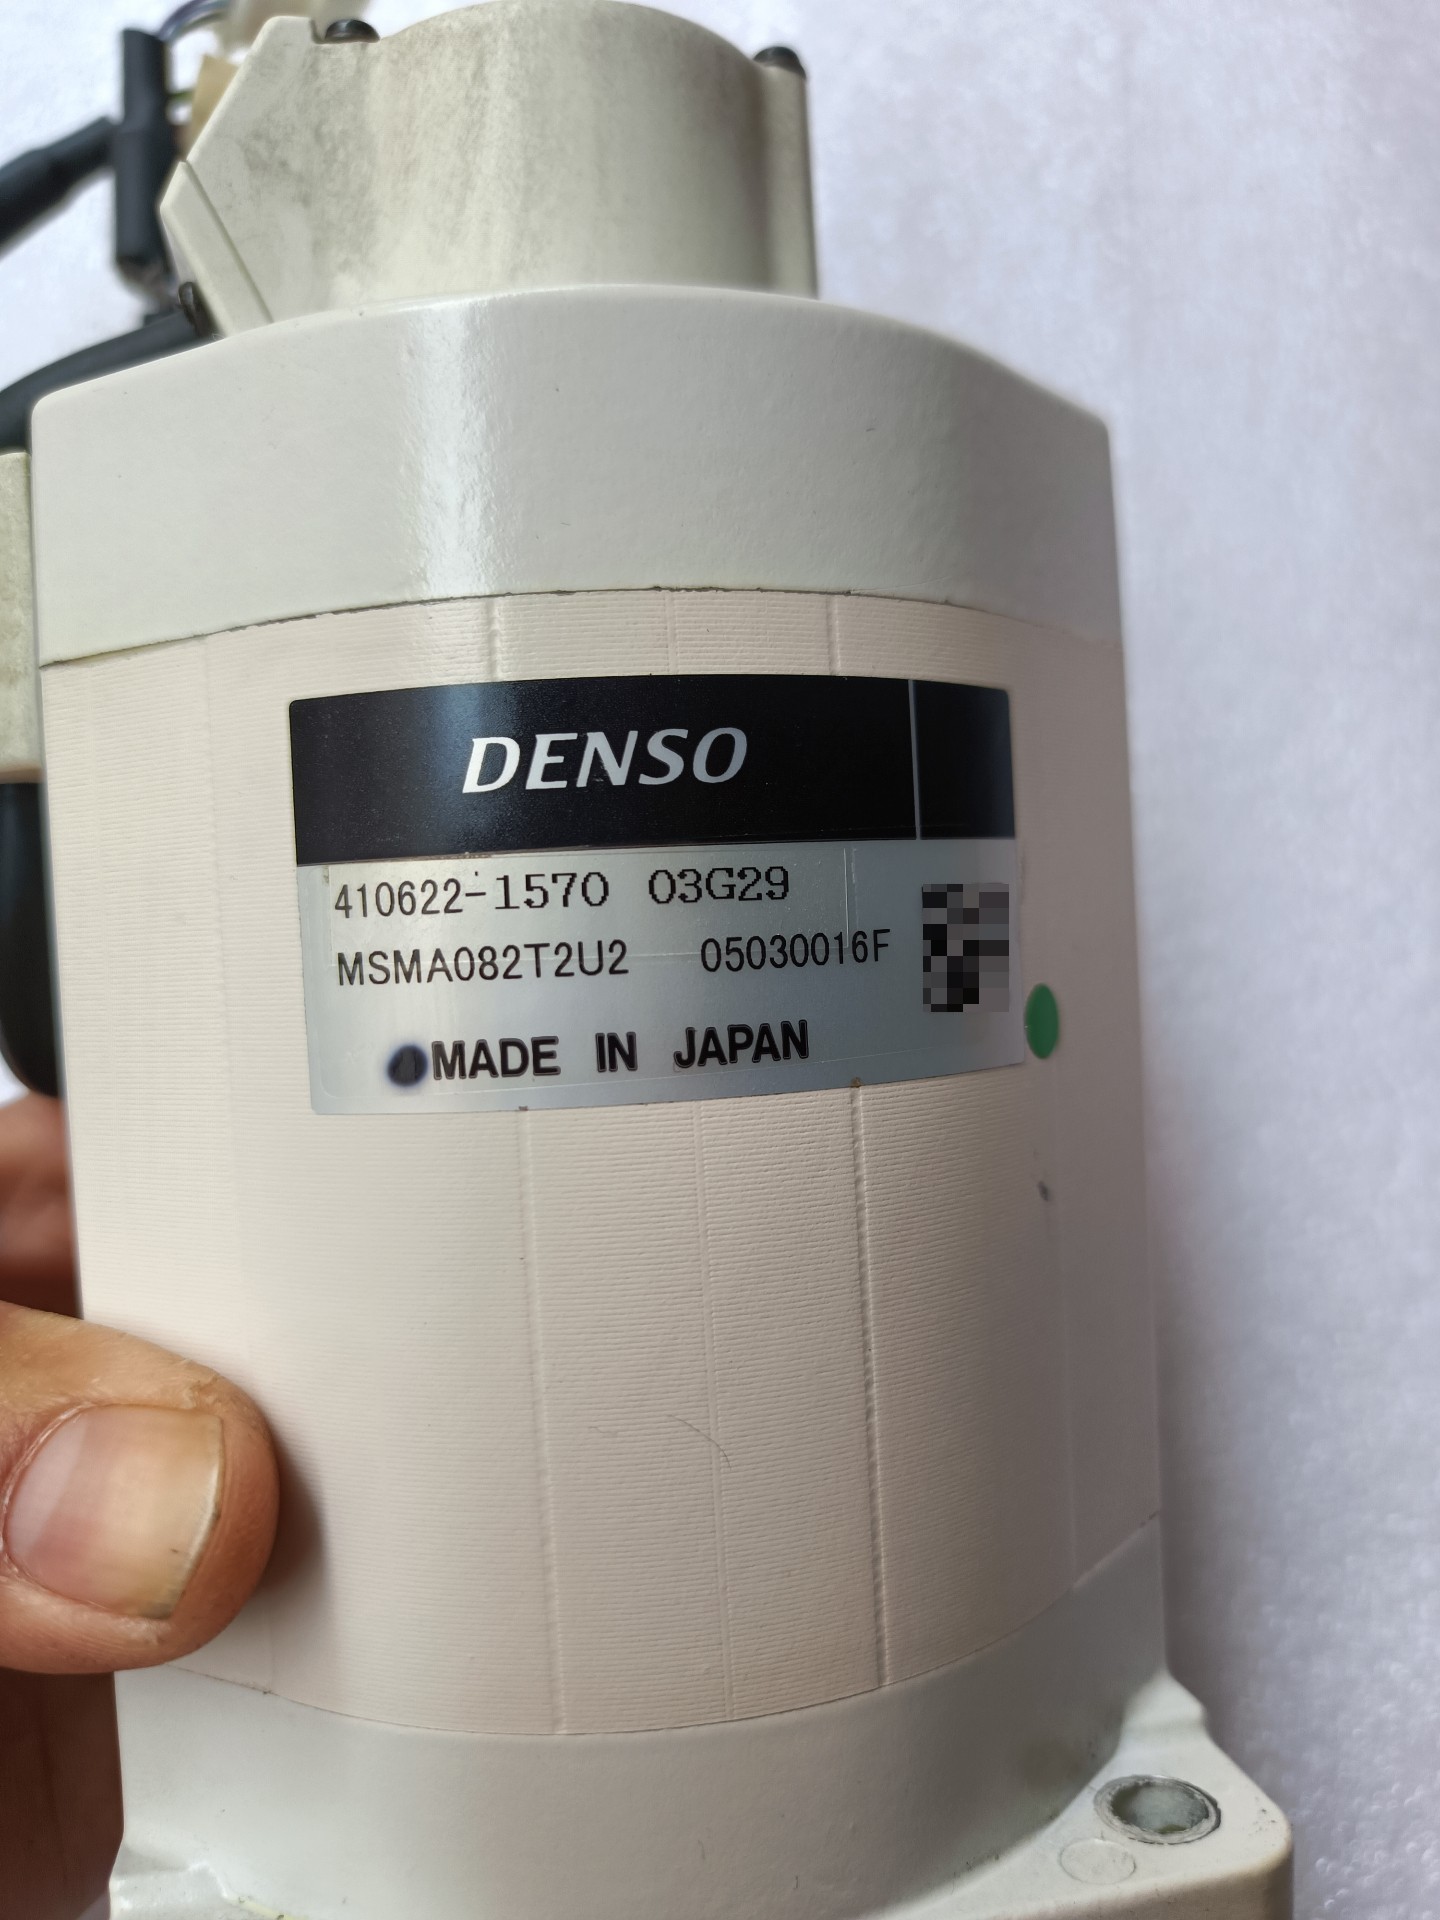 DENSO
410622-1570 03G29
MSMA082T2U2 05030016F
MADE IN JAPAN